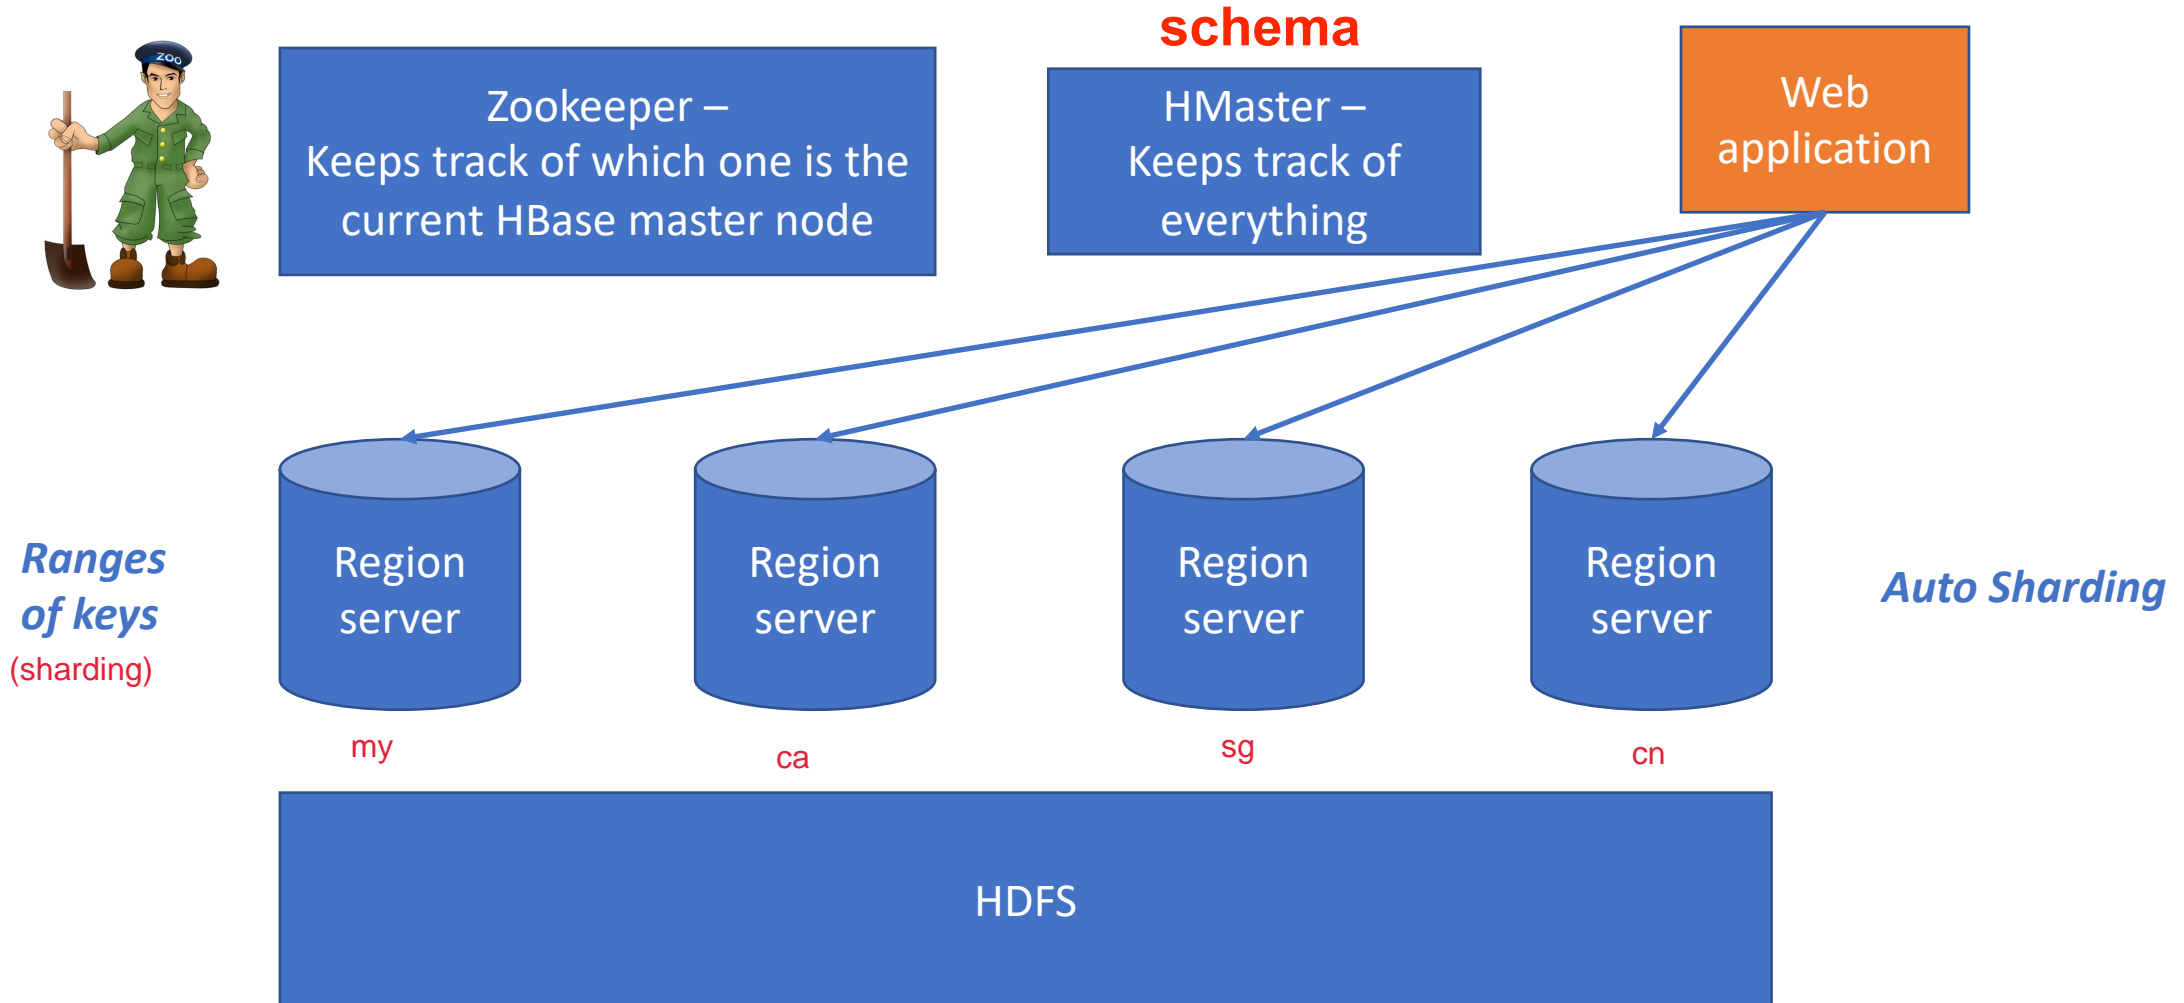 schema
ZOO
Zookeeper –
Keeps track of which one is the
current HBase master node
HMaster –
Keeps track of
everything
Web
application
Ranges
of keys
(sharding)
Region
server
Region
server
Region
server
Region
server
Auto Sharding
my
ca
sg
cn
HDFS